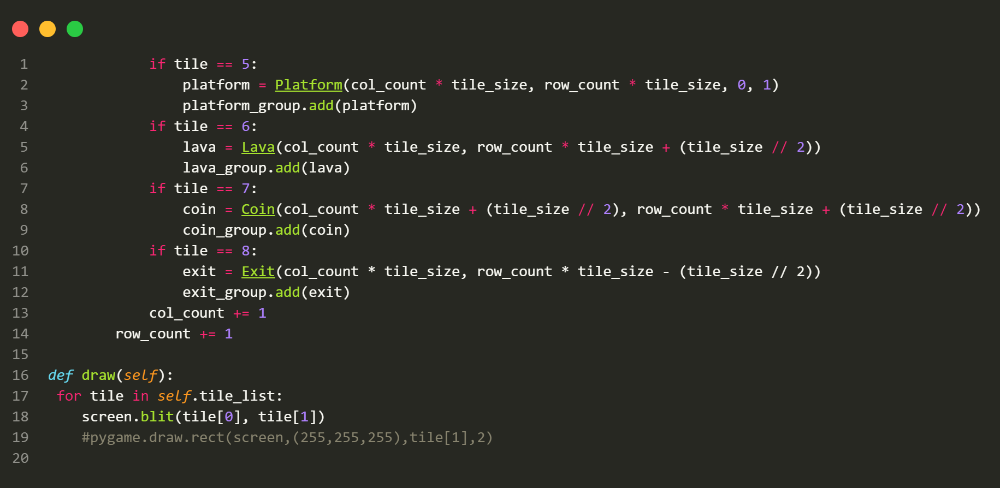 1             if tile == 5:
2                 platform = Platform(col_count * tile_size, row_count * tile_size, 0, 1)
3                 platform_group.add(platform)
4             if tile == 6:
5                 lava = Lava(col_count * tile_size, row_count * tile_size + (tile_size // 2))
6                 lava_group.add(lava)
7             if tile == 7:
8                 coin = Coin(col_count * tile_size + (tile_size // 2), row_count * tile_size + (tile_size // 2))
9                 coin_group.add(coin)
10             if tile == 8:
11                 exit = Exit(col_count * tile_size, row_count * tile_size - (tile_size // 2))
12                 exit_group.add(exit)
13             col_count += 1
14         row_count += 1
15
16 def draw(self):
17  for tile in self.tile_list:
18     screen.blit(tile[0], tile[1])
19     #pygame.draw.rect(screen,(255,255,255),tile[1],2)
20